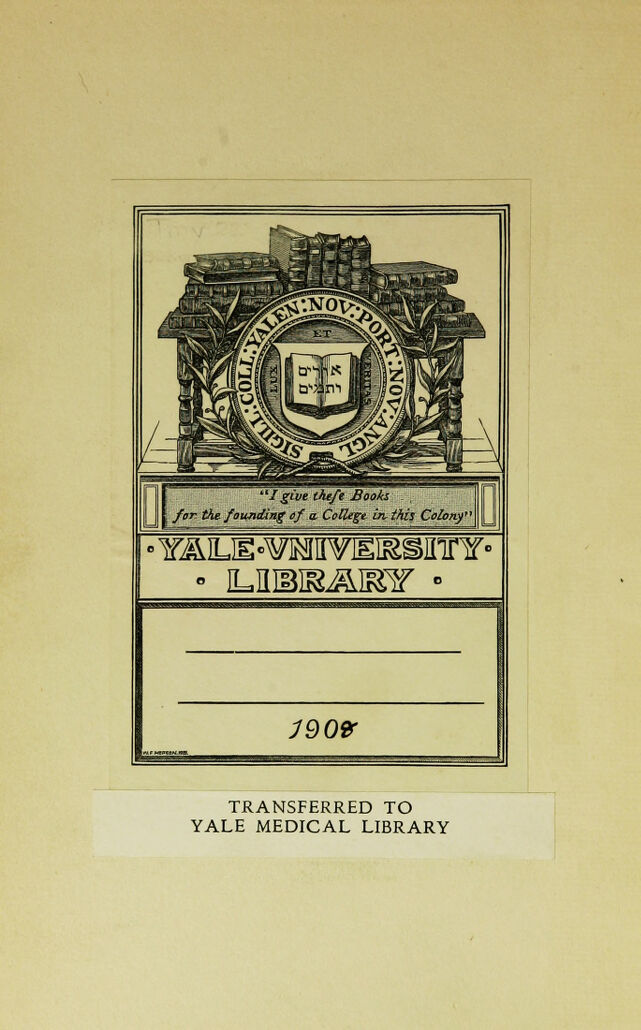 SIGILL:COLL:YALEN:NOV:PORT:NOV:ANGL
LUX ET VERITAS
אורים
ותמים
"I give theſe Books
for the founding of a College in this Colony"
·YALE·VNIVERSITY·
· LIBRARY ·
1908
TRANSFERRED TO
YALE MEDICAL LIBRARY